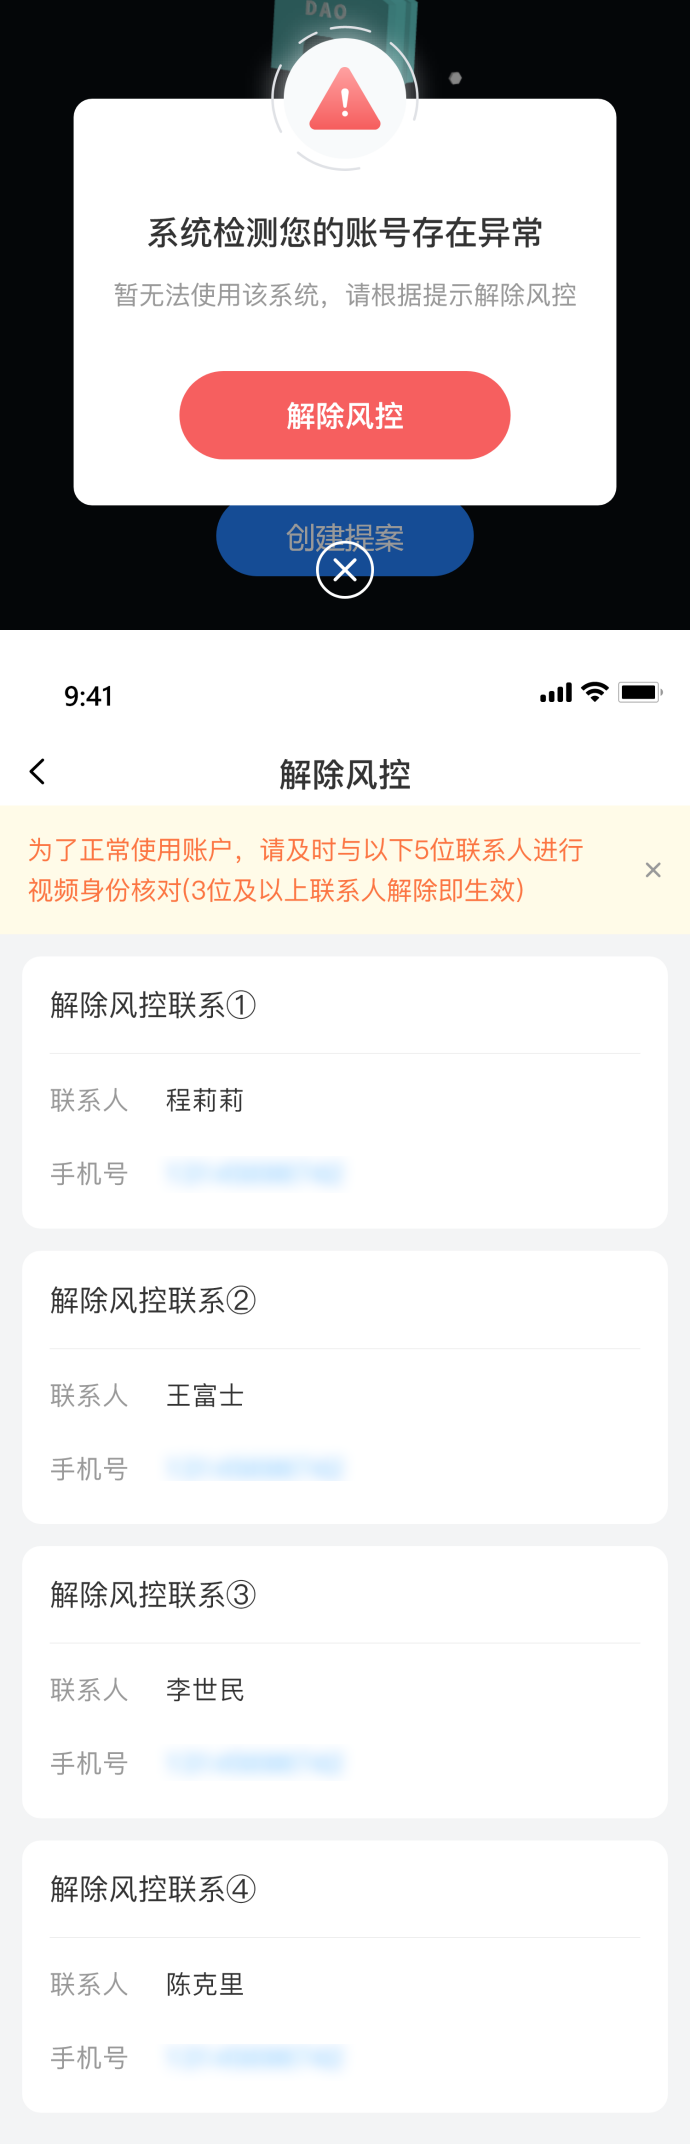 DAO
系统检测您的账号存在异常
暂无法使用该系统，请根据提示解除风控
解除风控
创建提案
9:41
解除风控
为了正常使用账户，请及时与以下5位联系人进行
视频身份核对(3位及以上联系人解除即生效)
解除风控联系①
联系人 程莉莉
手机号
解除风控联系②
联系人 王富士
手机号
解除风控联系③
联系人 李世民
手机号
解除风控联系④
联系人 陈克里
手机号